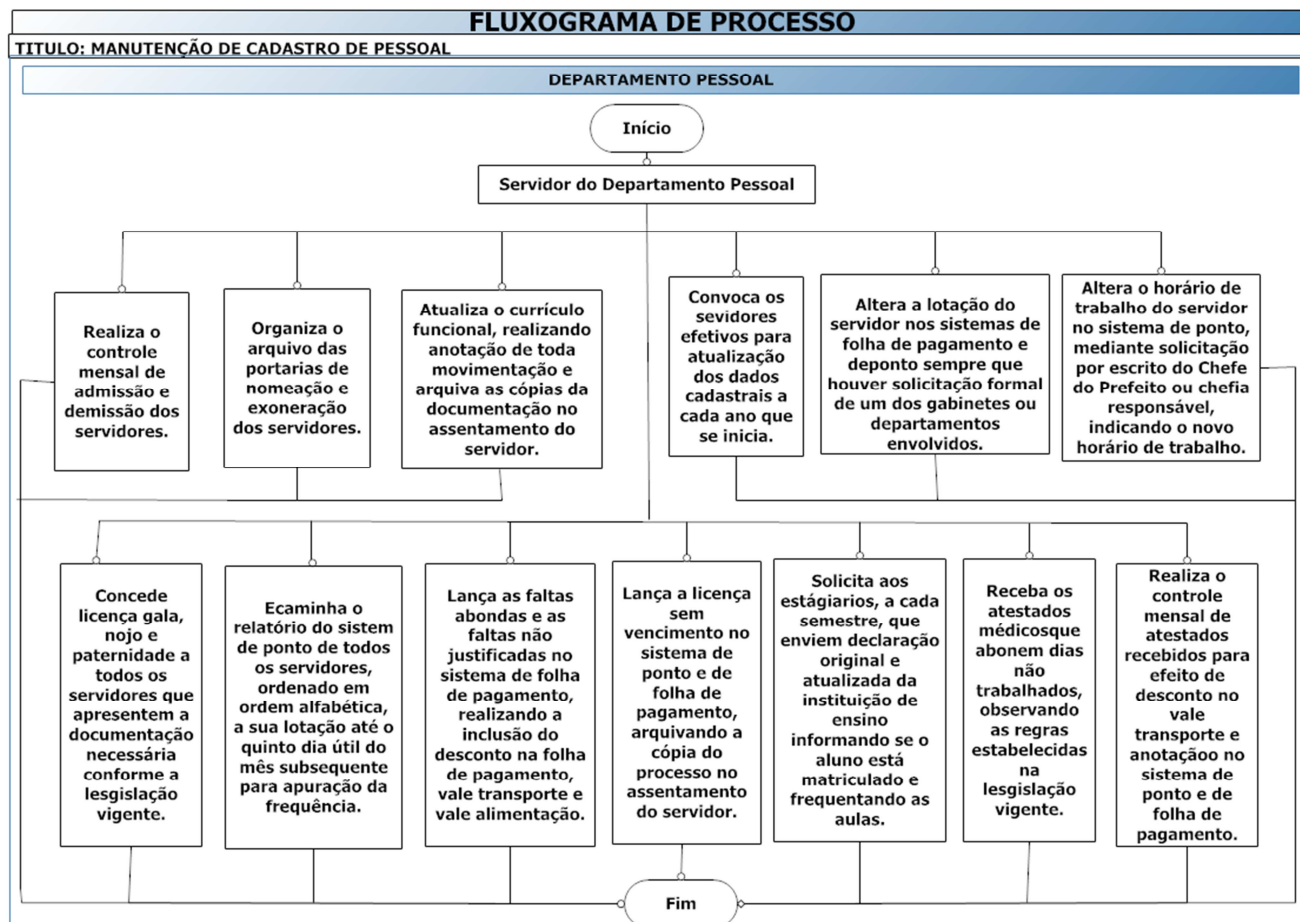 FLUXOGRAMA DE PROCESSO
TITULO: MANUTENÇÃO DE CADASTRO DE PESSOAL
DEPARTAMENTO PESSOAL
Início
Servidor do Departamento Pessoal
Realiza o
controle
mensal de
admissão e
demissão dos
servidores.
Organiza o
arquivo das
portarias de
nomeação e
exoneração
dos servidores.
Atualiza o currículo
funcional, realizando
anotação de toda
movimentação e
arquiva as cópias da
documentação no
assentamento do
servidor.
Convoca os
sevidores
efetivos para
atualização
dos dados
cadastrais a
cada ano que
se inicia.
Altera a lotação do
servidor nos sistemas de
folha de pagamento e
deponto sempre que
houver solicitação formal
de um dos gabinetes ou
departamentos
envolvidos.
Altera o horário de
trabalho do servidor
no sistema de ponto,
mediante solicitação
por escrito do Chefe
do Prefeito ou chefia
responsável,
indicando o novo
horário de trabalho.
Concede
licença gala,
nojo e
paternidade a
todos os
servidores que
apresentem a
documentação
necessária
conforme a
lesgislação
vigente.
Ecaminha o
relatório do sistem
de ponto de todos
os servidores,
ordenado em
ordem alfabética,
a sua lotação até o
quinto dia útil do
mês subsequente
para apuração da
frequência.
Lança as faltas
abondas e as
faltas não
justificadas no
sistema de folha
de pagamento,
realizando a
inclusão do
desconto na folha
de pagamento,
vale transporte e
vale alimentação.
Lança a licença
sem
vencimento no
sistema de
ponto e de
folha de
pagamento,
arquivando a
cópia do
processo no
assentamento
do servidor.
Solicita aos
estágiarios, a cada
semestre, que
enviem declaração
original e
atualizada da
instituição de
ensino
informando se o
aluno está
matriculado e
frequentando as
aulas.
Receba os
atestados
médicosque
abonem dias
não
trabalhados,
observando
as regras
estabelecidas
na
lesgislação
vigente.
Realiza o
controle
mensal de
atestados
recebidos para
efeito de
desconto no
vale
transporte e
anotaçãoo no
sistema de
ponto e de
folha de
pagamento.
Fim